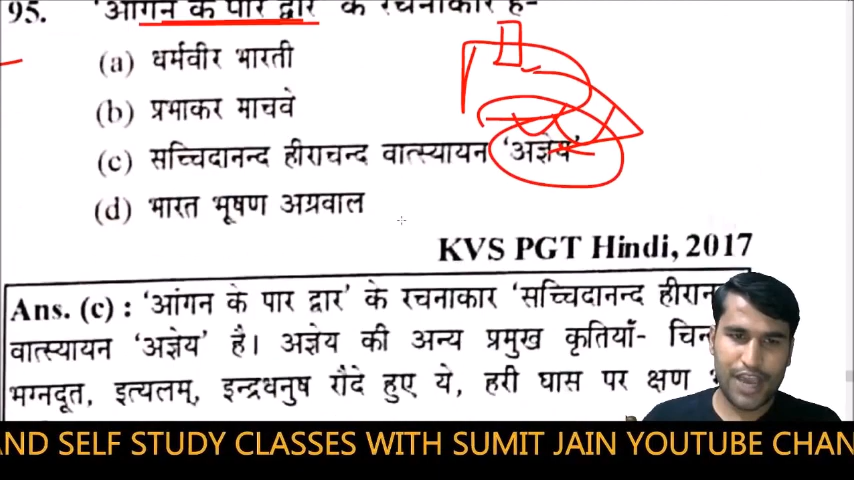 95. 'आँगन के पार द्वार' के रचनाकार हैं-
(a) धर्मवीर भारती
(b) प्रभाकर माचवे
(c) सच्चिदानन्द हीराचन्द वात्स्यायन 'अज्ञेय'
(d) भारत भूषण अग्रवाल
KVS PGT Hindi, 2017
Ans. (c) : 'आंगन के पार द्वार' के रचनाकार 'सच्चिदानन्द
वात्स्यायन 'अज्ञेय' है। अज्ञेय की अन्य प्रमुख कृतियाँ-
भग्नदूत, इत्यलम्, इन्द्रधनुष रौंदे हुए ये, हरी घास पर क्षण
AND SELF STUDY CLASSES WITH SUMIT JAIN YOUTUBE CHAN